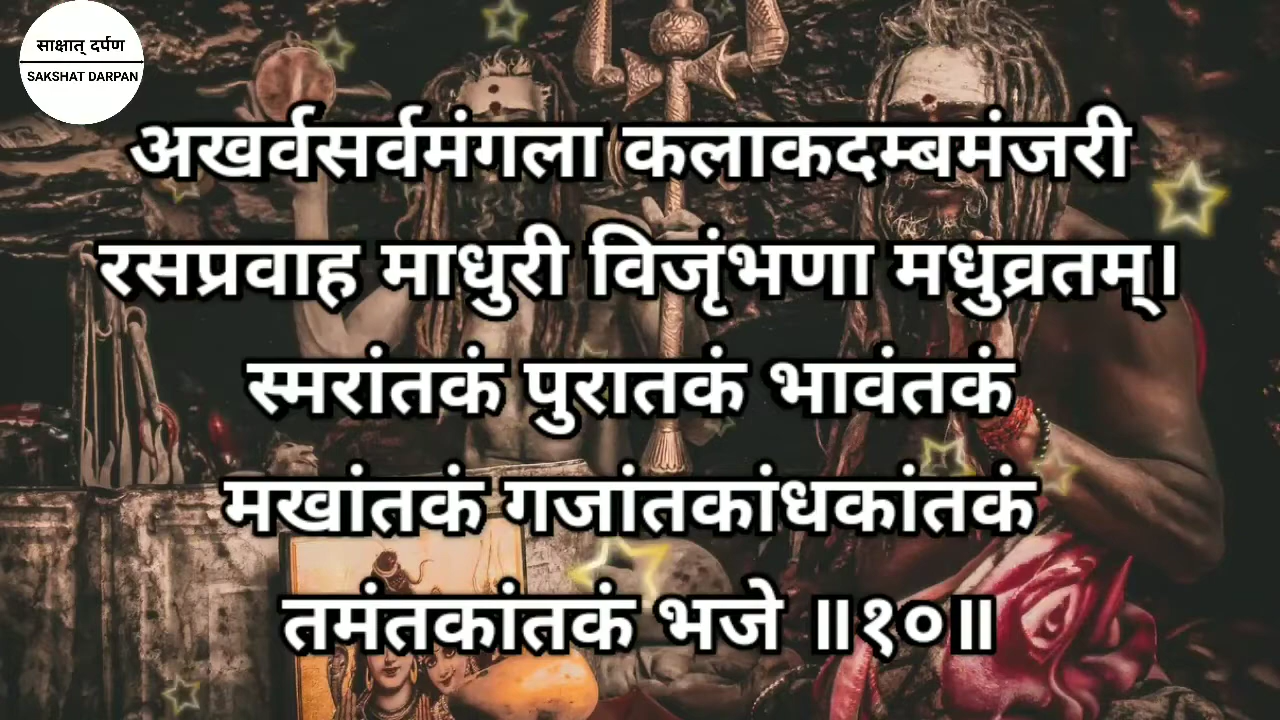 साक्षात् दर्पण
SAKSHAT DARPAN
अखर्वसर्वमंगला कलाकदम्बमंजरी
रसप्रवाह माधुरी विजृंभणा मधुव्रतम्।
स्मरांतकं पुरातकं भावंतकं
मखांतकं गजांतकांधकांतकं
तमंतकांतकं भजे ॥१०॥